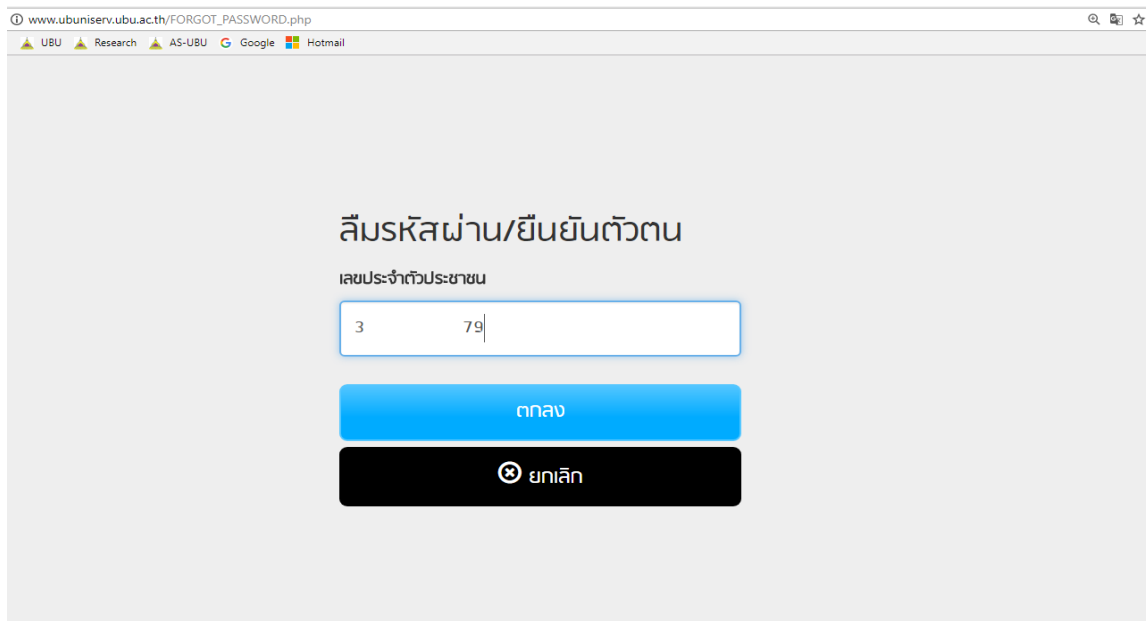 www.ubuniserv.ubu.ac.th/FORGOT_PASSWORD.php
UBU Research AS-UBU Google Hotmail
ลืมรหัสผ่าน/ยืนยันตัวตน
เลขประจำตัวประชาชน
3 79
ตกลง
ยกเลิก